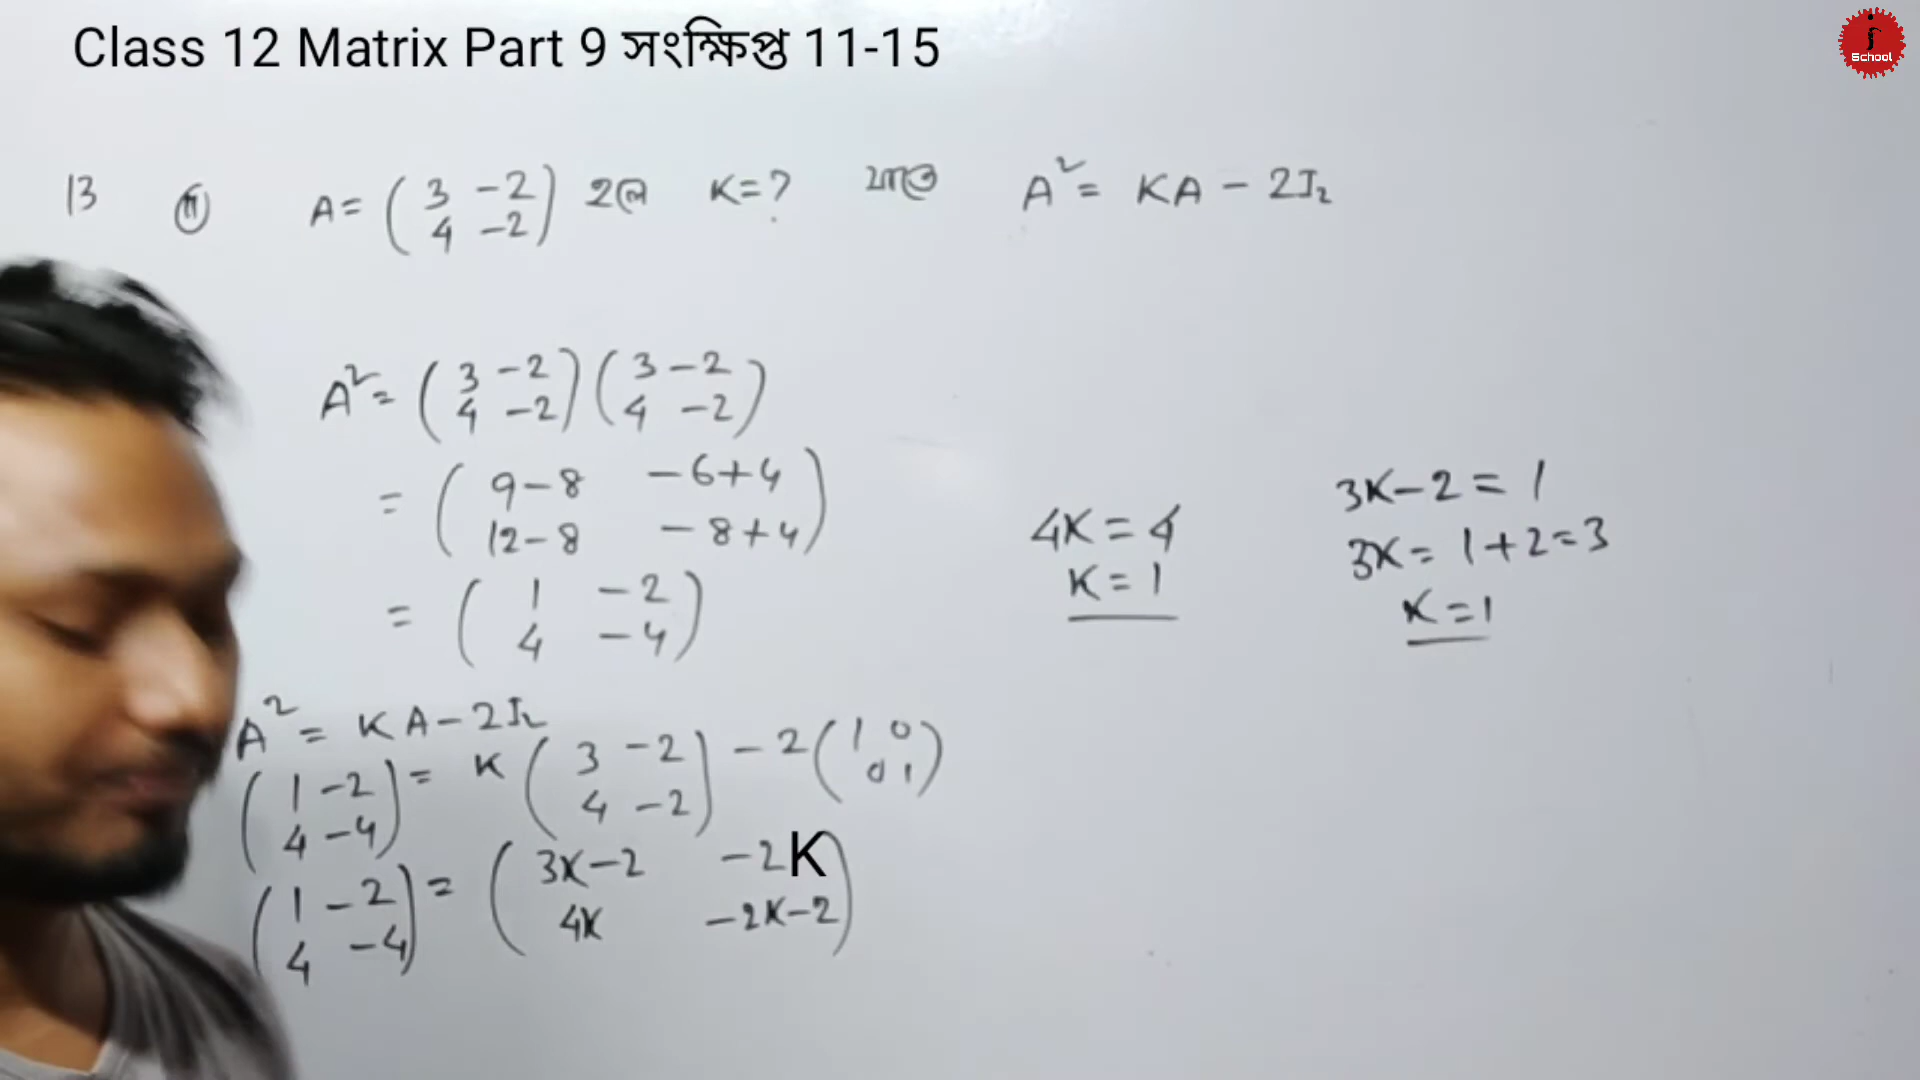 Class 12 Matrix Part 9 সংক্ষিপ্ত 11-15
School
13 (ii) A = ( 3 -2 / 4 -2 ) হলে K=? যাতে A² = KA - 2I₂
A² = ( 3 -2 / 4 -2 ) ( 3 -2 / 4 -2 )
= ( 9-8 -6+4 / 12-8 -8+4 )
= ( 1 -2 / 4 -4 )
A² = KA - 2I₂
( 1 -2 / 4 -4 ) = K ( 3 -2 / 4 -2 ) - 2 ( 1 0 / 0 1 )
( 1 -2 / 4 -4 ) = ( 3K-2 -2K / 4K -2K-2 )
4K = 4
K = 1
3K-2 = 1
3K = 1+2=3
K=1